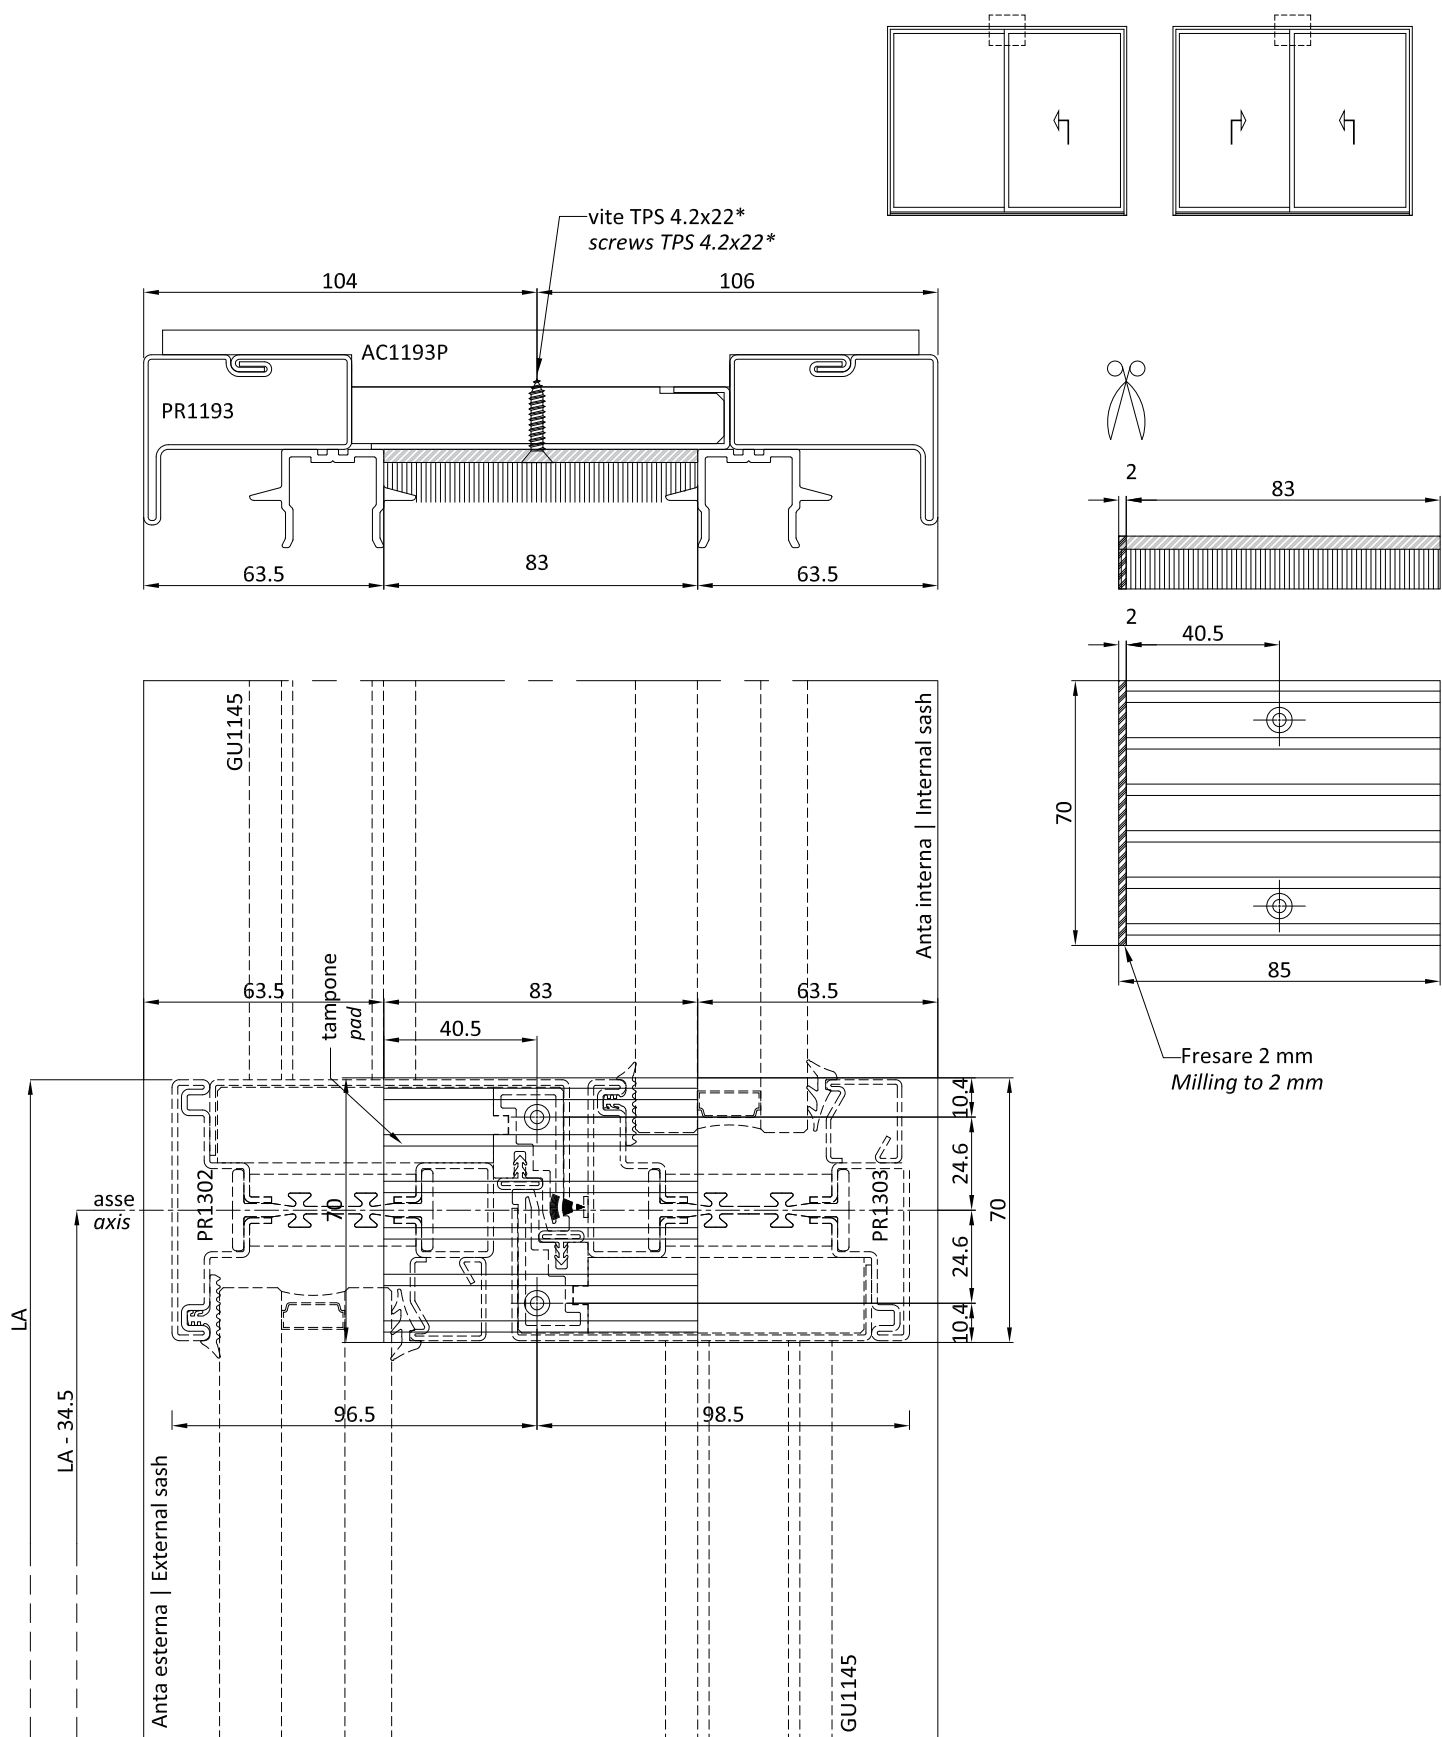 vite TPS 4.2x22*
screws TPS 4.2x22*
104
106
AC1193P
PR1193
63.5
83
63.5
2
83
2
40.5
70
85
Fresare 2 mm
Milling to 2 mm
GU1145
Anta interna | Internal sash
63.5
83
63.5
tampone
pad
40.5
10.4
24.6
24.6
10.4
70
70
PR1302
PR1303
asse
axis
LA
LA - 34.5
96.5
98.5
Anta esterna | External sash
GU1145